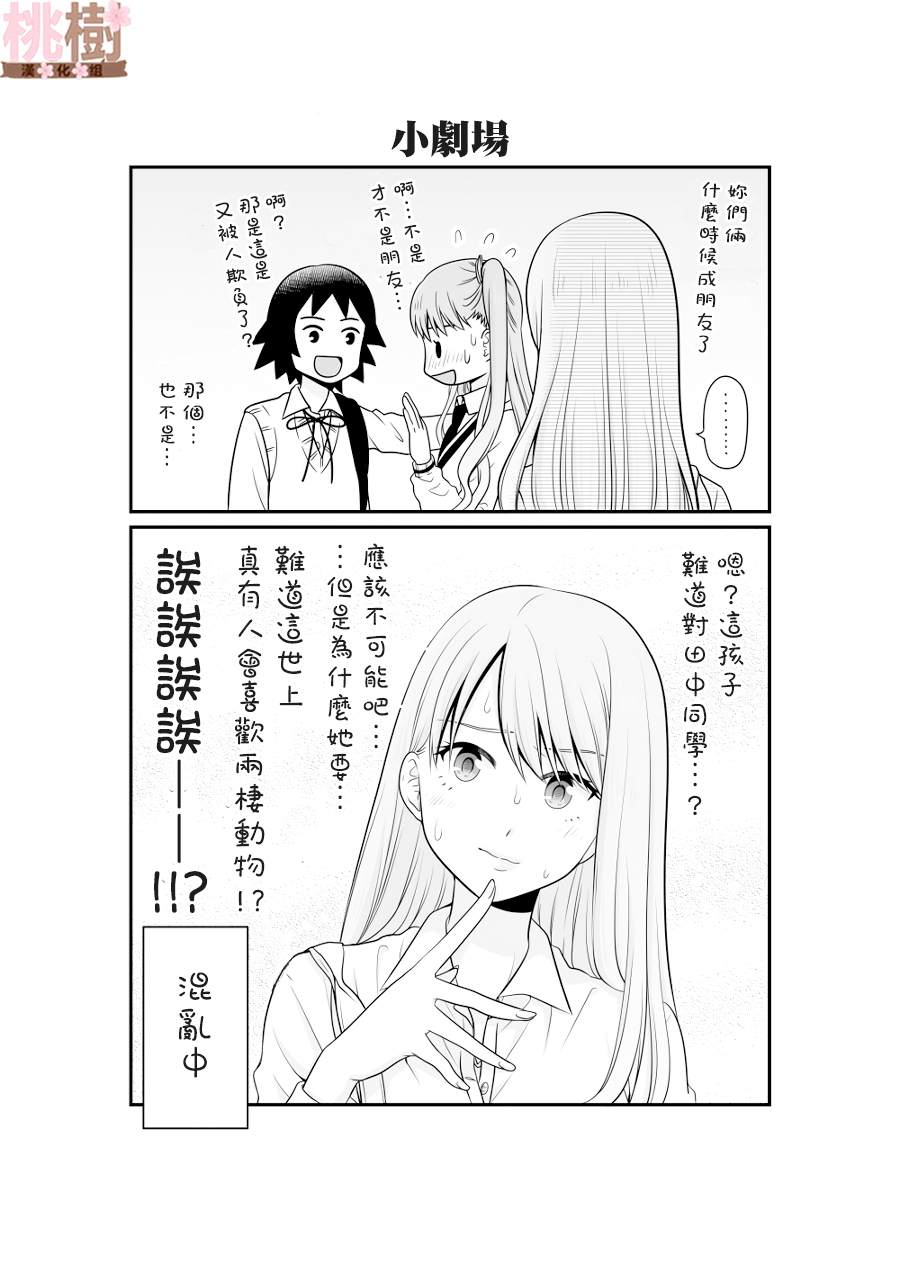 桃樹
漢化组
小劇場
妳們倆
什麼時候成朋友了
………
啊…不是
才不是朋友…
啊？
那是這是
又被人欺負了？
那個…
也不是…
嗯？這孩子
難道對田中同學…？
應該不可能吧…
…但是為什麼她要…
難道這世上
真有人會喜歡兩棲動物!?
誒誒誒誒——!!?
混亂中